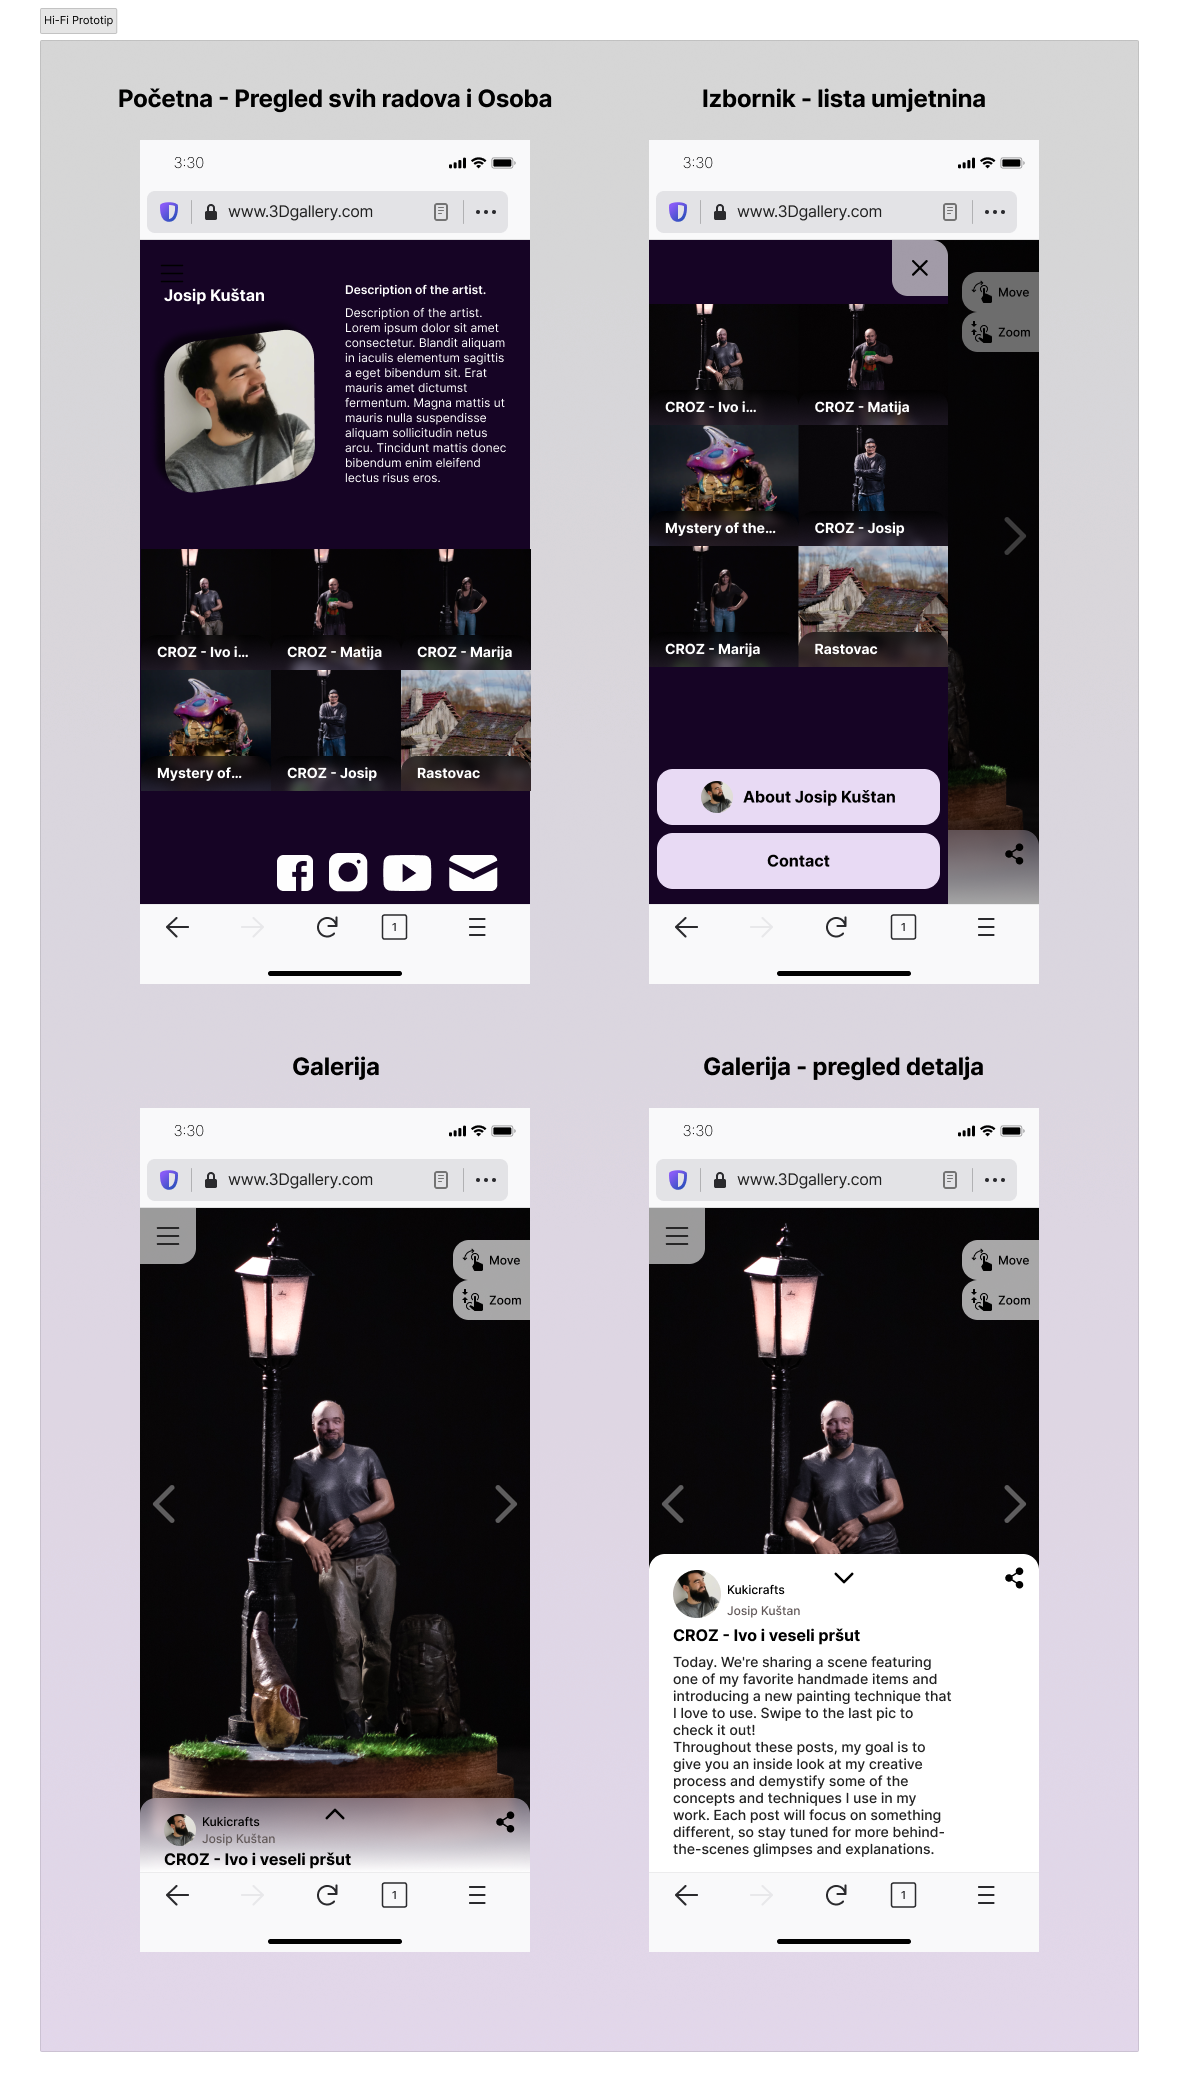 Hi-Fi Prototip
Početna - Pregled svih radova i Osoba
3:30
www.3Dgallery.com
Josip Kuštan
Description of the artist.
Description of the artist.
Lorem ipsum dolor sit amet
consectetur. Blandit aliquam
in iaculis elementum sagittis
a eget bibendum sit. Erat
mauris amet dictumst
fermentum. Magna mattis ut
mauris nulla suspendisse
aliquam sollicitudin netus
arcu. Tincidunt mattis donec
bibendum enim eleifend
lectus risus eros.
CROZ - Ivo i...
CROZ - Matija
CROZ - Marija
Mystery of...
CROZ - Josip
Rastovac
1
Izbornik - lista umjetnina
3:30
www.3Dgallery.com
Move
Zoom
CROZ - Ivo i...
CROZ - Matija
Mystery of the...
CROZ - Josip
CROZ - Marija
Rastovac
About Josip Kuštan
Contact
1
Galerija
3:30
www.3Dgallery.com
Move
Zoom
Kukicrafts
Josip Kuštan
CROZ - Ivo i veseli pršut
1
Galerija - pregled detalja
3:30
www.3Dgallery.com
Move
Zoom
Kukicrafts
Josip Kuštan
CROZ - Ivo i veseli pršut
Today. We're sharing a scene featuring
one of my favorite handmade items and
introducing a new painting technique that
I love to use. Swipe to the last pic to
check it out!
Throughout these posts, my goal is to
give you an inside look at my creative
process and demystify some of the
concepts and techniques I use in my
work. Each post will focus on something
different, so stay tuned for more behind-
the-scenes glimpses and explanations.
1